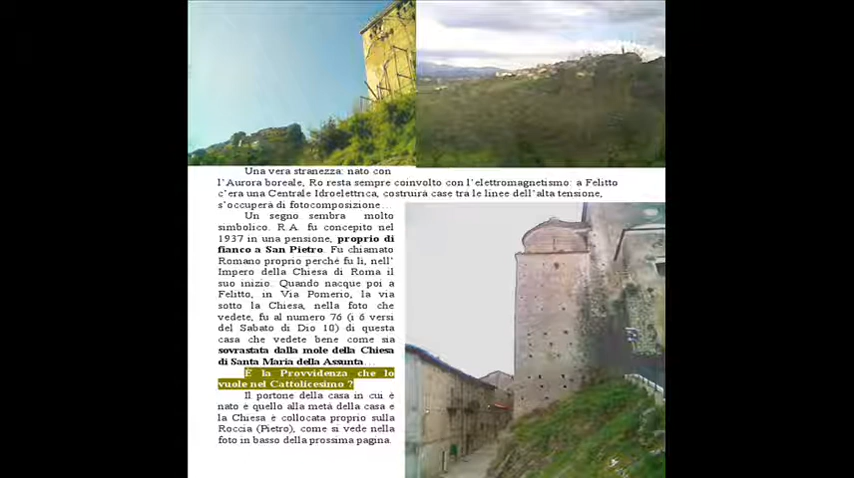 Una vera stranezza: nato con
l'Aurora boreale, Ro resta sempre coinvolto con l'elettromagnetismo: a Felitto
c'era una Centrale Idroelettrica, costruirà case tra le linee dell'alta tensione,
s'occuperà di fotocomposizione...
Un segno sembra molto
simbolico. R.A. fu concepito nel
1937 in una pensione, proprio di
fianco a San Pietro. Fu chiamato
Romano proprio perché fu lì, nell'
Impero della Chiesa di Roma il
suo inizio. Quando nacque poi a
Felitto, in Via Pomerio, la via
sotto la Chiesa, nella foto che
vedete, fu al numero 76 (i 6 versi
del Sabato di Dio 10) di questa
casa che vedete bene come sia
sovrastata dalla mole della Chiesa
di Santa Maria della Assunta...
È la Provvidenza che lo
vuole nel Cattolicesimo ?
Il portone della casa in cui è
nato è quello alla metà della casa e
la Chiesa è collocata proprio sulla
Roccia (Pietro), come si vede nella
foto in basso della prossima pagina.